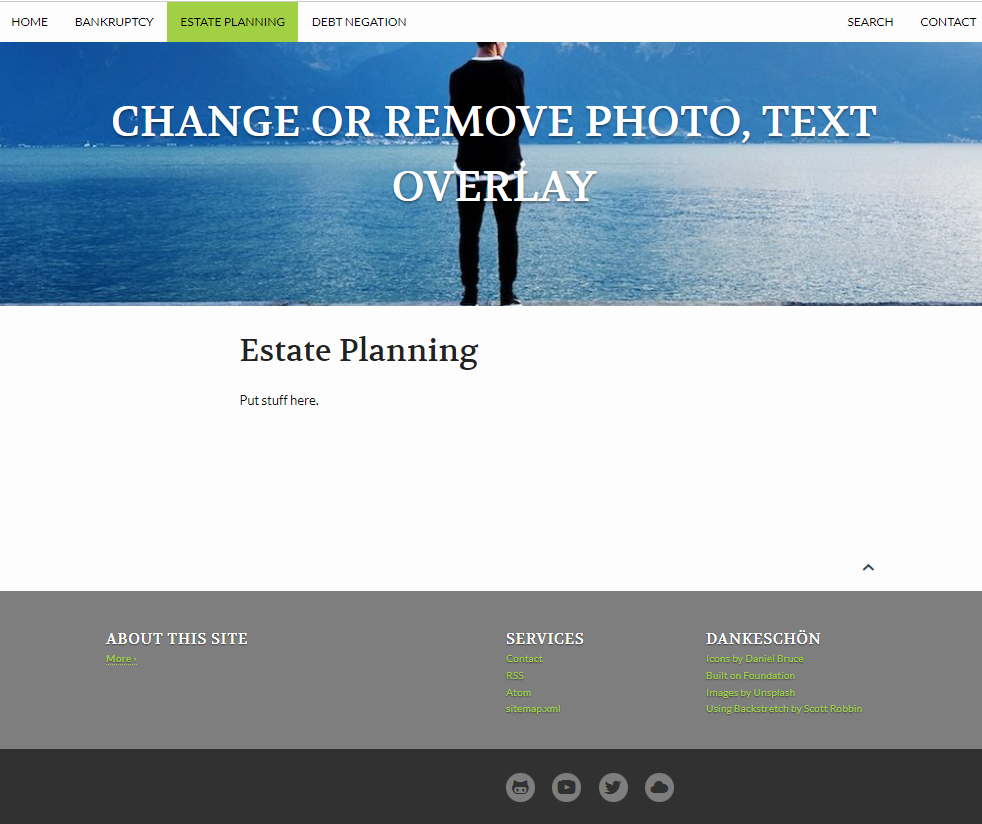 HOME BANKRUPTCY ESTATE PLANNING DEBT NEGATION SEARCH CONTACT
CHANGE OR REMOVE PHOTO, TEXT
OVERLAY
Estate Planning
Put stuff here.
ABOUT THIS SITE
More ›
SERVICES
Contact
RSS
Atom
sitemap.xml
DANKESCHÖN
Icons by Daniel Bruce
Built on Foundation
Images by Unsplash
Using Backstretch by Scott Robbin